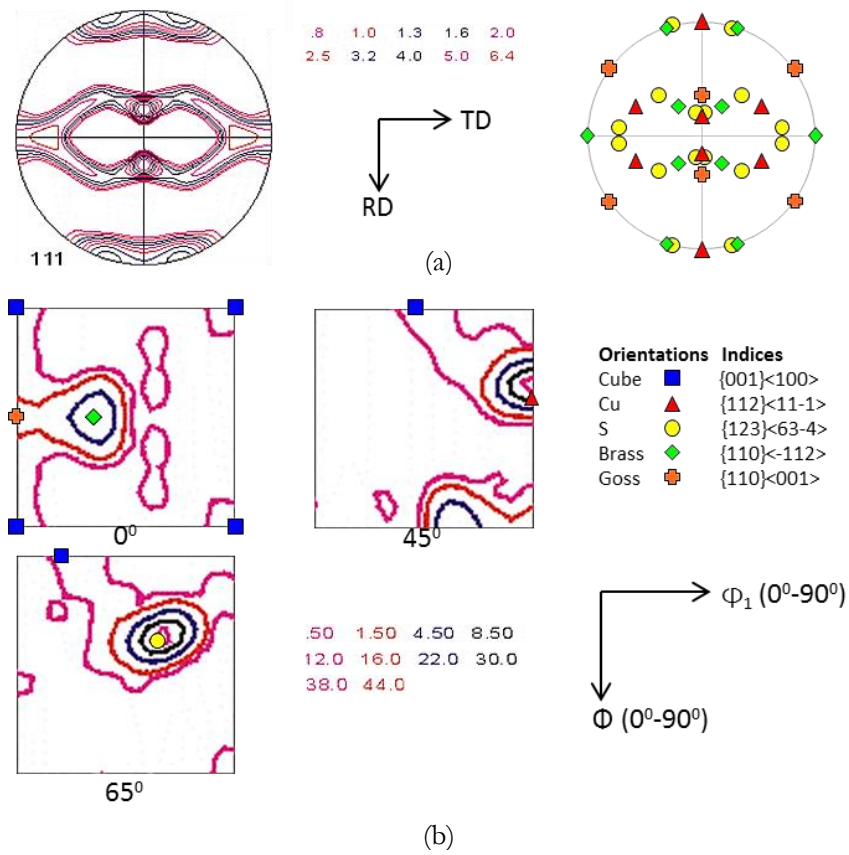 .8 1.0 1.3 1.6 2.0
2.5 3.2 4.0 5.0 6.4
TD
RD
111
(a)
0⁰
45⁰
Orientations Indices
Cube {001}<100>
Cu {112}<11-1>
S {123}<63-4>
Brass {110}<-112>
Goss {110}<001>
65⁰
.50 1.50 4.50 8.50
12.0 16.0 22.0 30.0
38.0 44.0
φ₁ (0⁰-90⁰)
Φ (0⁰-90⁰)
(b)